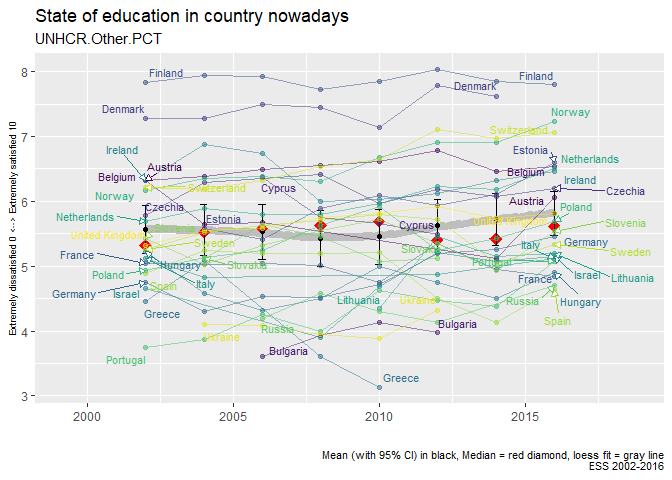 State of education in country nowadays
UNHCR.Other.PCT
Extremely dissatisfied 0 <-> Extremely satisfied 10
8
7
6
5
4
3
Finland
Finland
Denmark
Denmark
Norway
Ireland
Switzerland
Estonia
Netherlands
Austria
Belgium
Belgium
Ireland
Cyprus
Switzerland
Czechia
Norway
Austria
Czechia
Poland
Netherlands
Estonia
Cyprus
Slovenia
United Kingdom
Sweden
Slovakia
Italy
Germany
Sweden
France
Hungary
Slovakia
Portugal
Poland
Spain
Italy
France
Israel
Lithuania
Germany
Israel
Lithuania
Ukraine
Russia
Hungary
Greece
Russia
Bulgaria
Spain
Ukraine
Portugal
Bulgaria
Greece
2000
2005
2010
2015
Mean (with 95% CI) in black, Median = red diamond, loess fit = gray line
ESS 2002-2016